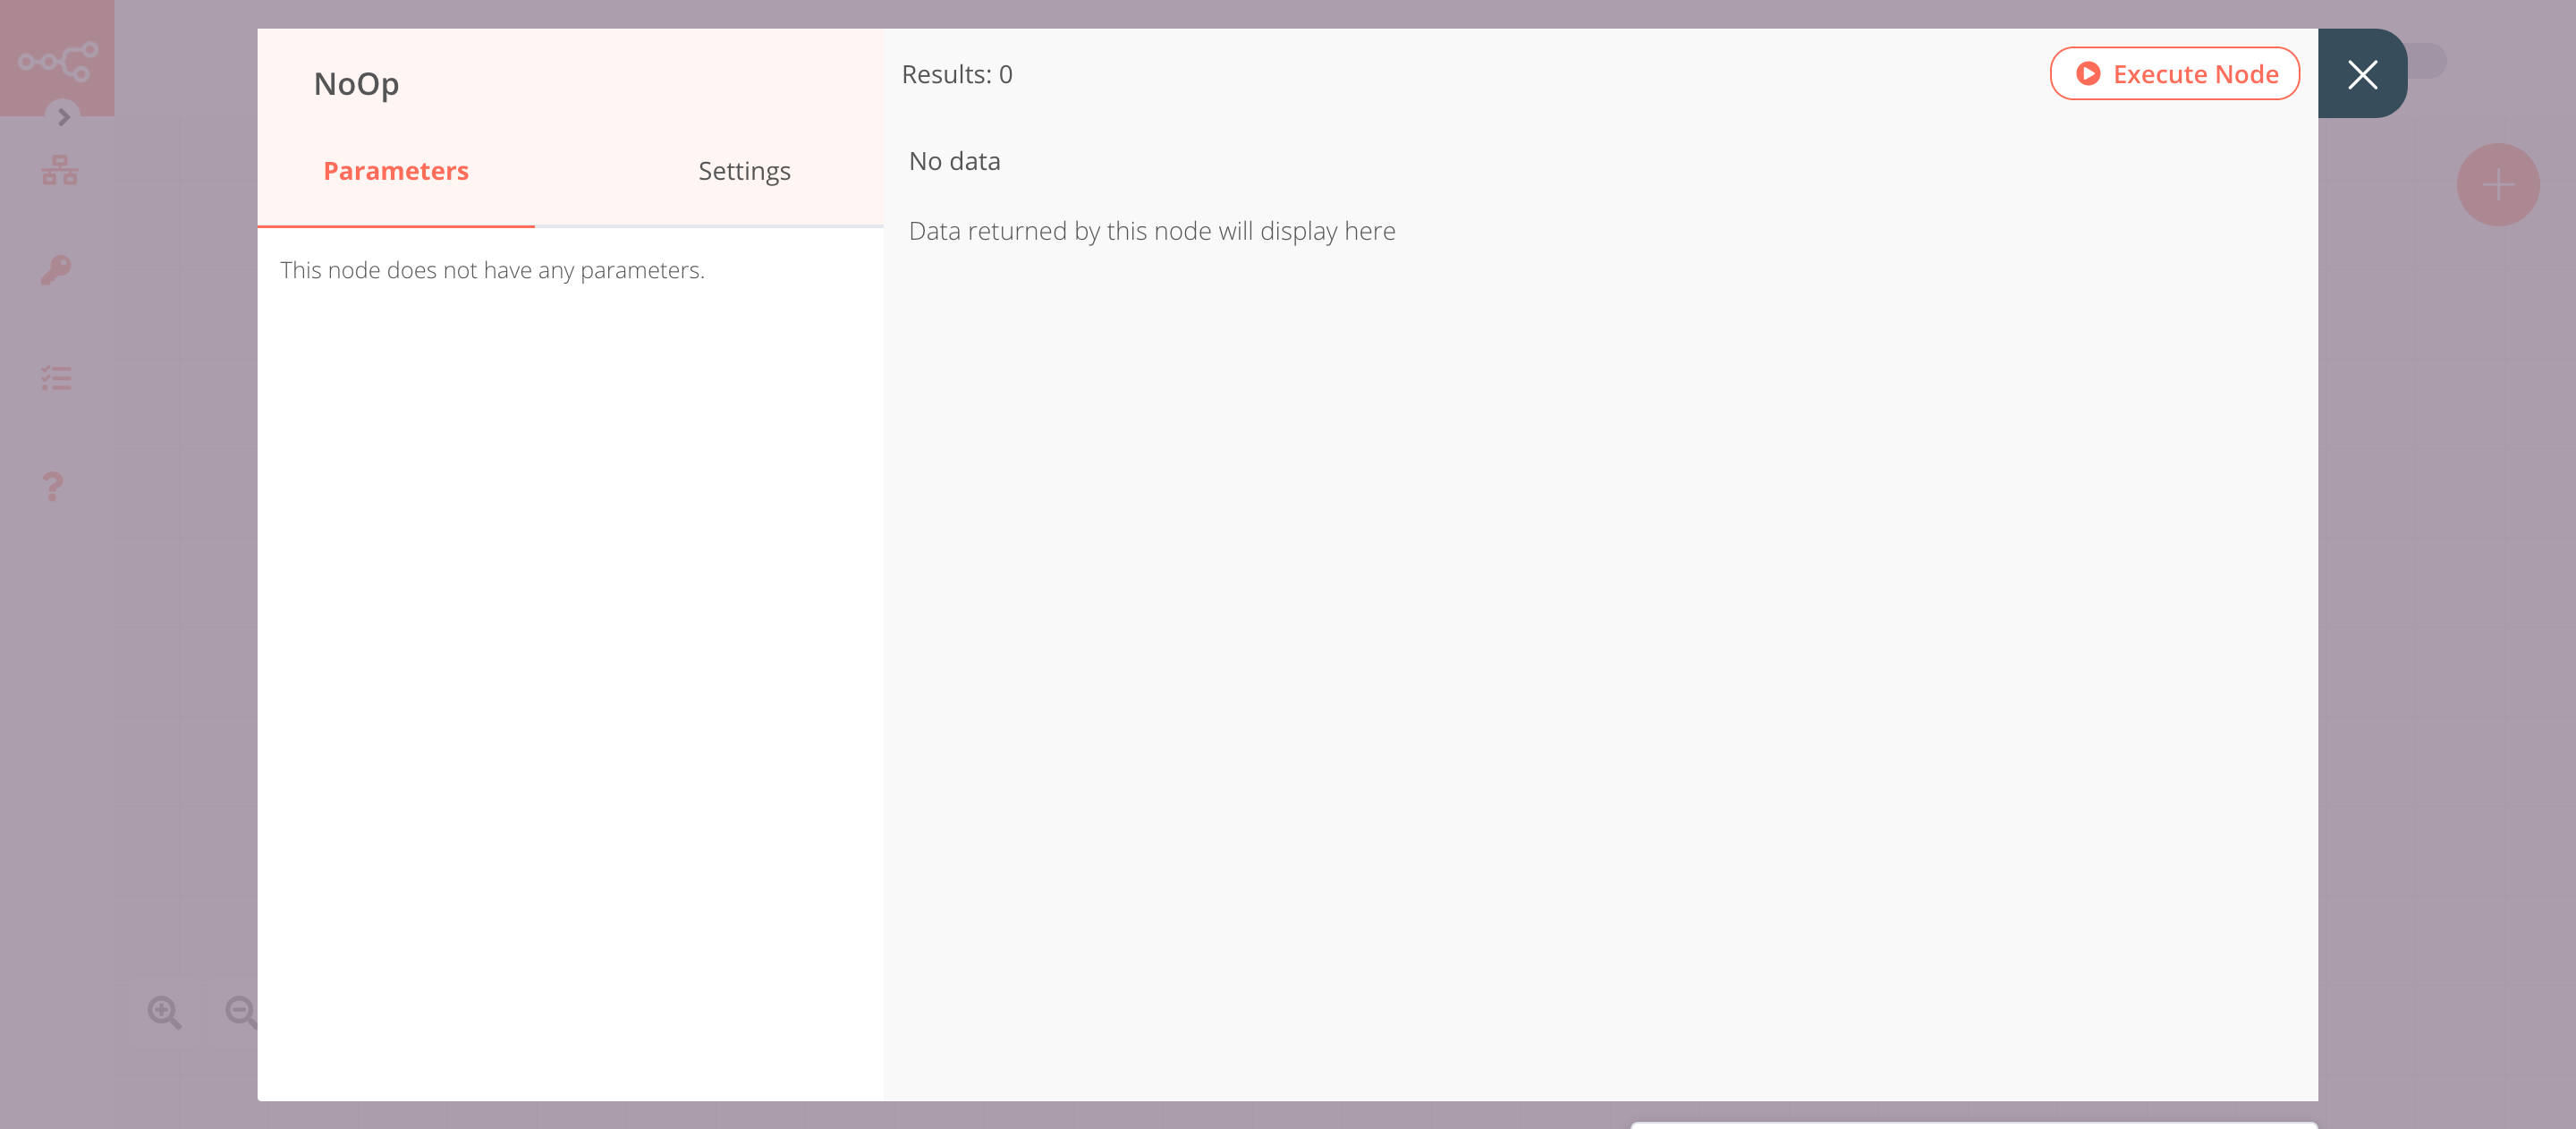 NoOp
Parameters
Settings
This node does not have any parameters.
Results: 0
Execute Node
No data
Data returned by this node will display here